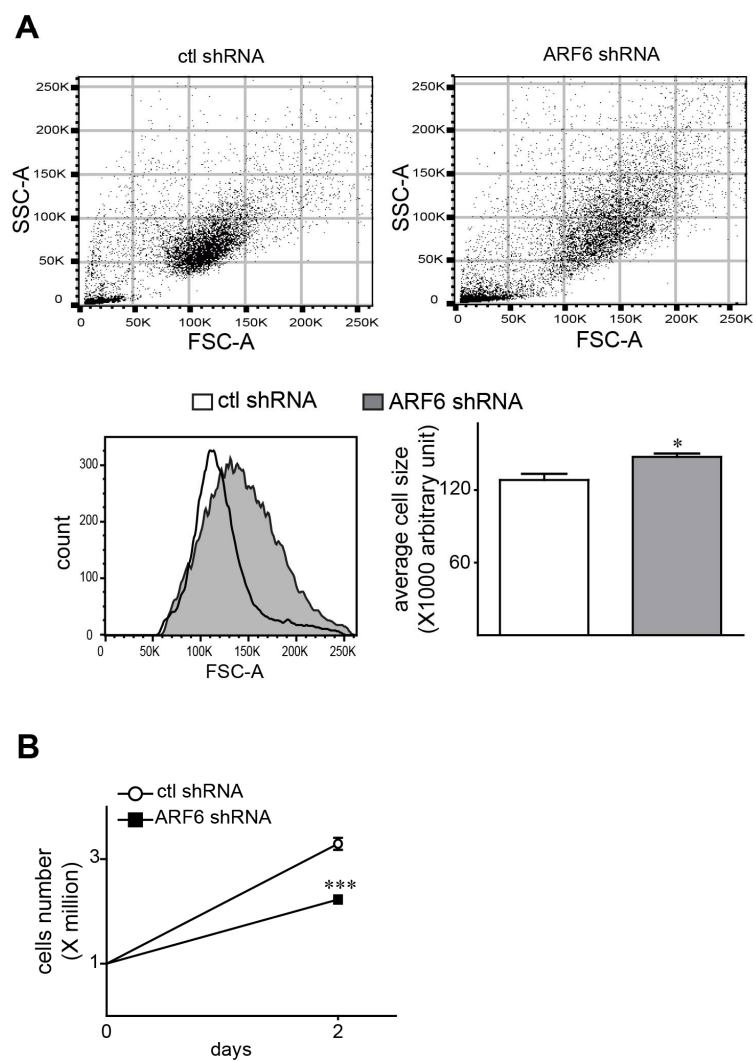 A
ctl shRNA
ARF6 shRNA
250K
200K
150K
100K
50K
0
SSC-A
0 50K 100K 150K 200K 250K
FSC-A
250K
200K
150K
100K
50K
0
SSC-A
0 50K 100K 150K 200K 250K
FSC-A
ctl shRNA
ARF6 shRNA
300
200
100
0
count
0 50K 100K 150K 200K 250K
FSC-A
average cell size
(X1000 arbitrary unit)
120
60
*
B
ctl shRNA
ARF6 shRNA
cells number
(X million)
3
1
***
0 2
days